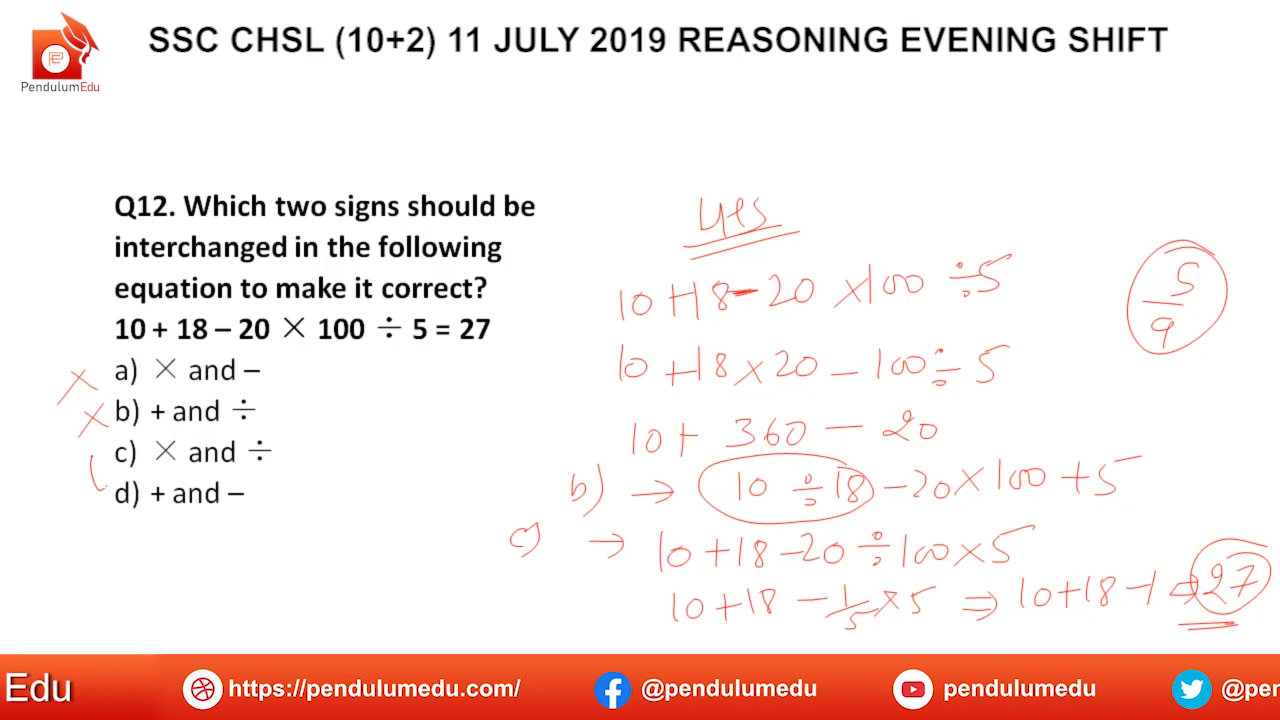 SSC CHSL (10+2) 11 JULY 2019 REASONING EVENING SHIFT
PendulumEdu
Q12. Which two signs should be
interchanged in the following
equation to make it correct?
10 + 18 – 20 × 100 ÷ 5 = 27
a) × and –
b) + and ÷
c) × and ÷
d) + and –
yes
10 + 18 - 20 × 100 ÷ 5
5/9
10 + 18 × 20 - 100 ÷ 5
10 + 360 - 20
b) → 10 ÷ 18 - 20 × 100 + 5
c) → 10 + 18 - 20 ÷ 100 × 5
10 + 18 - 1/5 × 5 ⇒ 10 + 18 - 1 ⇒ 27
Edu https://pendulumedu.com/ @pendulumedu pendulumedu @per